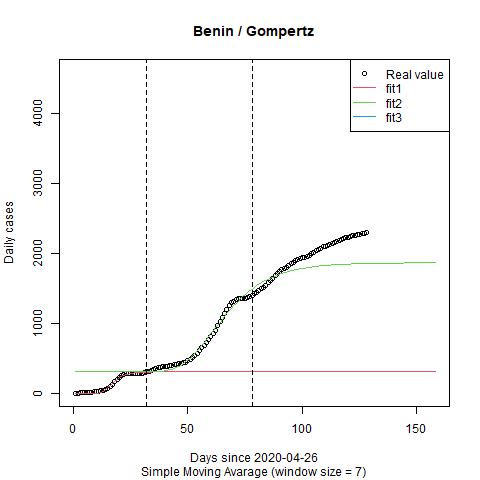 Benin / Gompertz
Real value
fit1
fit2
fit3
Daily cases
4000
3000
2000
1000
0
0 50 100 150
Days since 2020-04-26
Simple Moving Avarage (window size = 7)